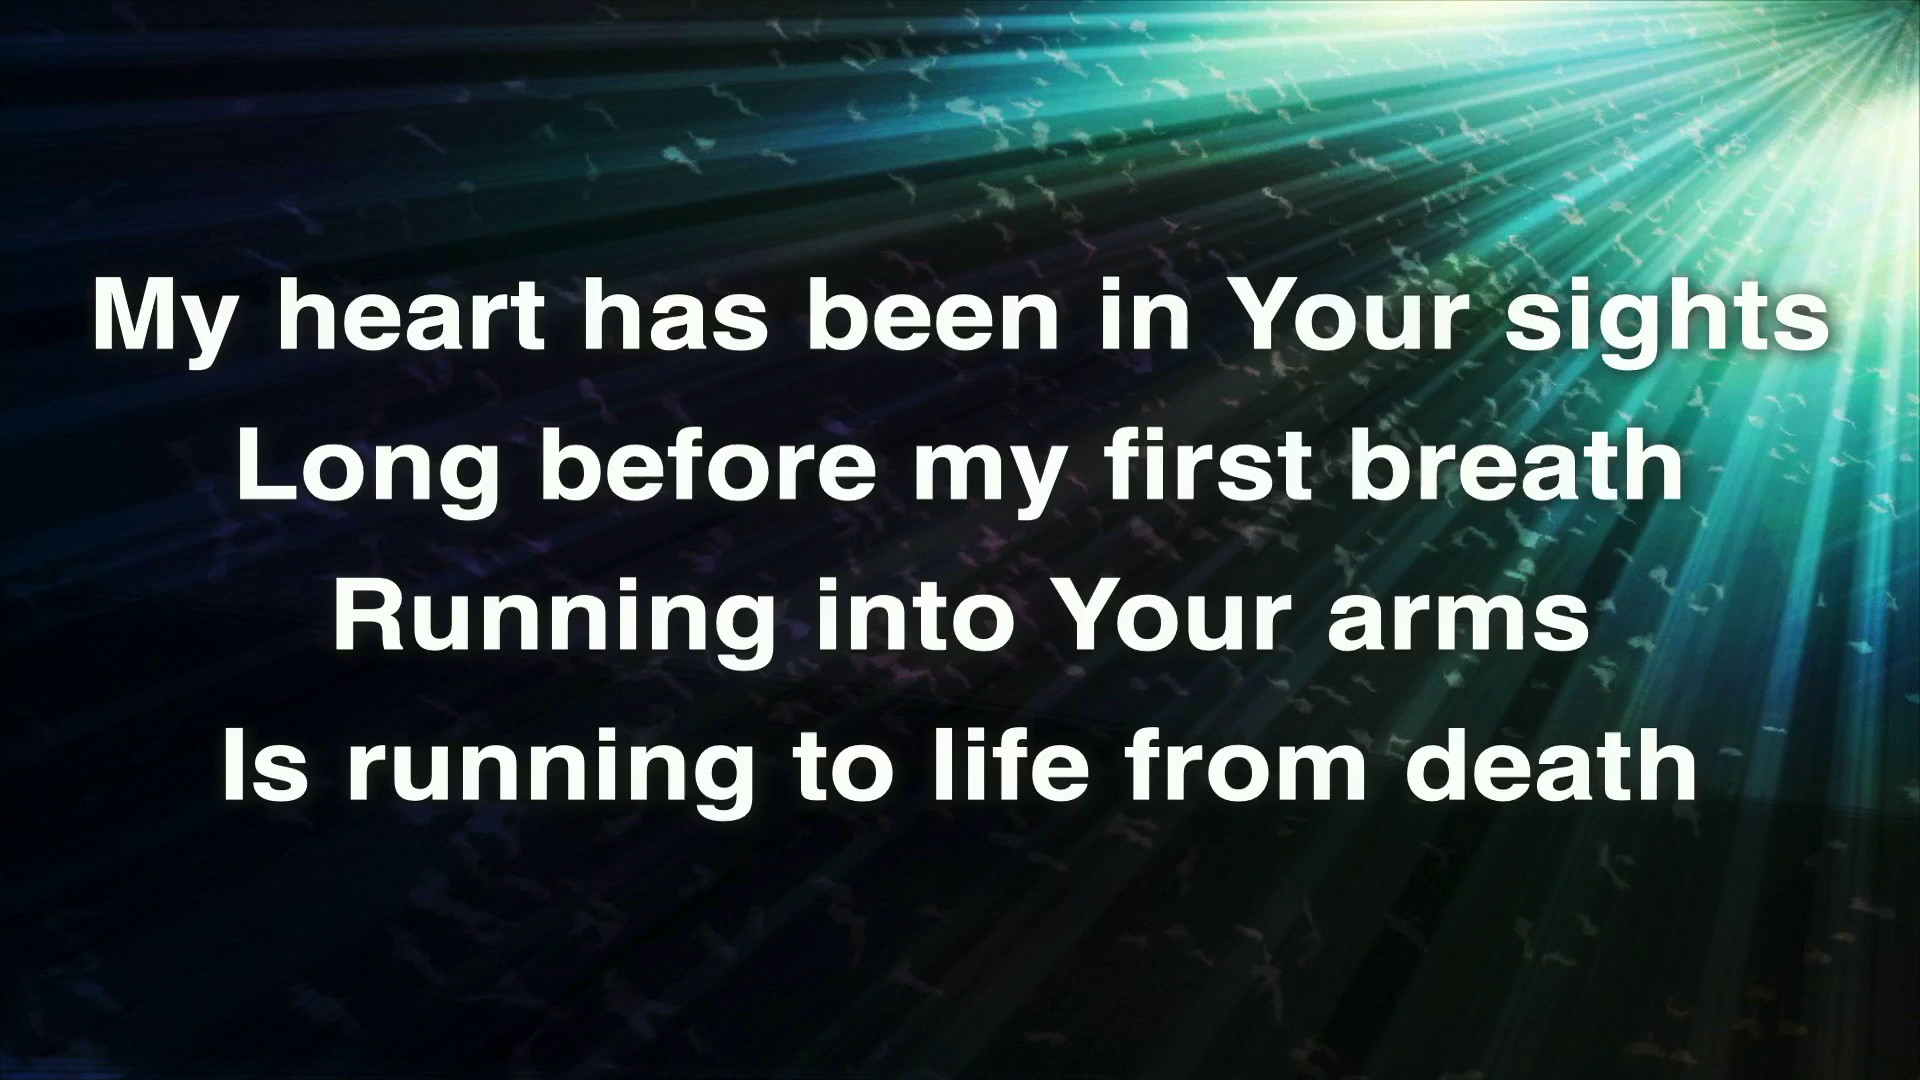 My heart has been in Your sights
Long before my first breath
Running into Your arms
Is running to life from death